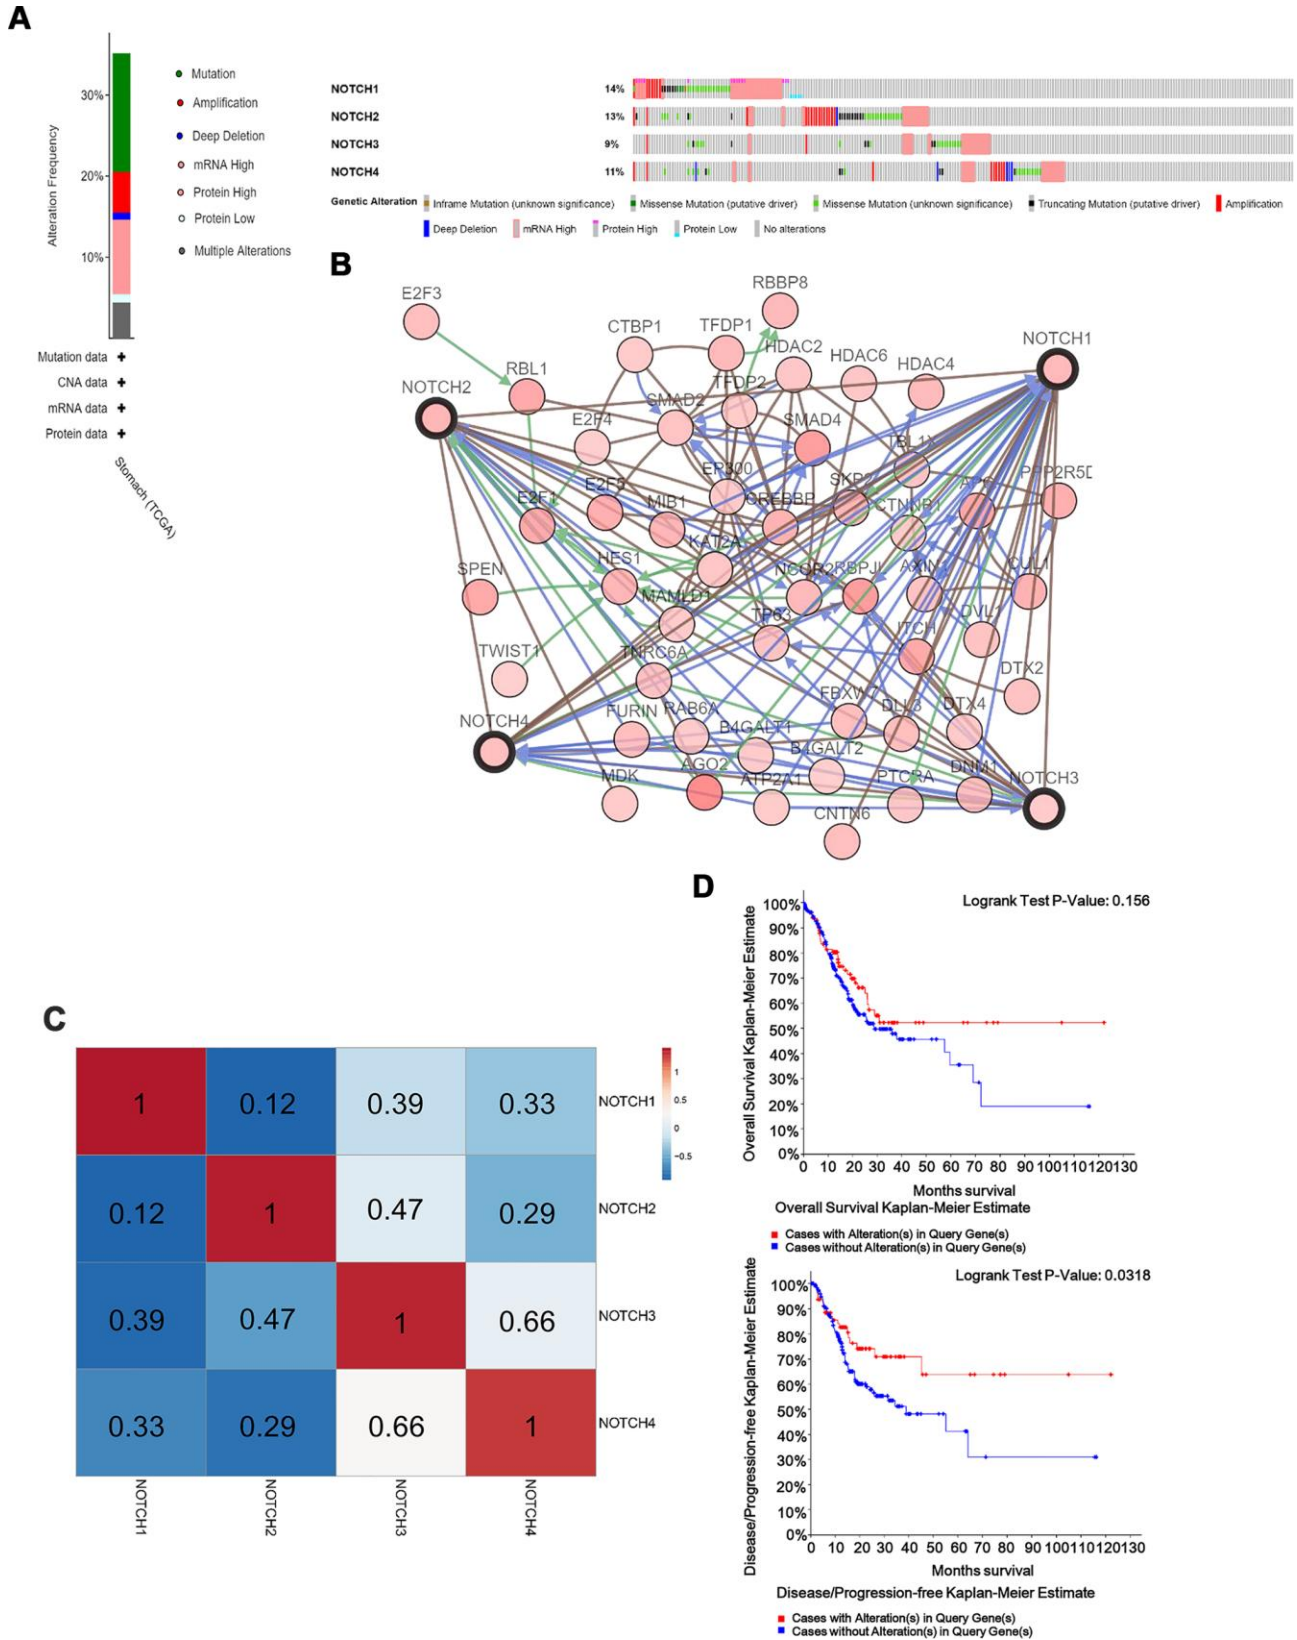 A
30%
20%
10%
Alteration Frequency
Mutation
Amplification
Deep Deletion
mRNA High
Protein High
Protein Low
Multiple Alterations
Mutation data +
CNA data +
mRNA data +
Protein data +
Stomach (TCGA)
NOTCH1 14%
NOTCH2 13%
NOTCH3 9%
NOTCH4 11%
Genetic Alteration Inframe Mutation (unknown significance) Missense Mutation (putative driver) Missense Mutation (unknown significance) Truncating Mutation (putative driver) Amplification
Deep Deletion mRNA High Protein High Protein Low No alterations
B
RBBP8
E2F3
CTBP1
TFDP1
NOTCH1
HDAC2
HDAC6
HDAC4
RBL1
NOTCH2
TFDP2
SMAD2
SMAD4
E2F4
TBL1X
EP300
SKP2
APC
PPP2R5D
E2F1
E2F5
MIB1
CREBBP
CTNNB1
KAT2A
HES1
SPEN
NCOR2
RBPJL
AXIN1
CUL1
MAMLD1
TP63
DVL1
ITCH
TWIST1
TNRC6A
DTX2
FBXW7
DLL3
DTX4
NOTCH4
FURIN
RAB6A
B4GALT1
B4GALT2
MDK
AGO2
ATP2A1
PTCRA
DNM1
NOTCH3
CNTN6
C
1 0.12 0.39 0.33 NOTCH1
0.12 1 0.47 0.29 NOTCH2
0.39 0.47 1 0.66 NOTCH3
0.33 0.29 0.66 1 NOTCH4
NOTCH1 NOTCH2 NOTCH3 NOTCH4
1
0.5
0
−0.5
D
Logrank Test P-Value: 0.156
Overall Survival Kaplan-Meier Estimate
100%
90%
80%
70%
60%
50%
40%
30%
20%
10%
0%
0 10 20 30 40 50 60 70 80 90 100 110 120 130
Months survival
Overall Survival Kaplan-Meier Estimate
Cases with Alteration(s) in Query Gene(s)
Cases without Alteration(s) in Query Gene(s)
Logrank Test P-Value: 0.0318
Disease/Progression-free Kaplan-Meier Estimate
100%
90%
80%
70%
60%
50%
40%
30%
20%
10%
0%
0 10 20 30 40 50 60 70 80 90 100 110 120 130
Months survival
Disease/Progression-free Kaplan-Meier Estimate
Cases with Alteration(s) in Query Gene(s)
Cases without Alteration(s) in Query Gene(s)